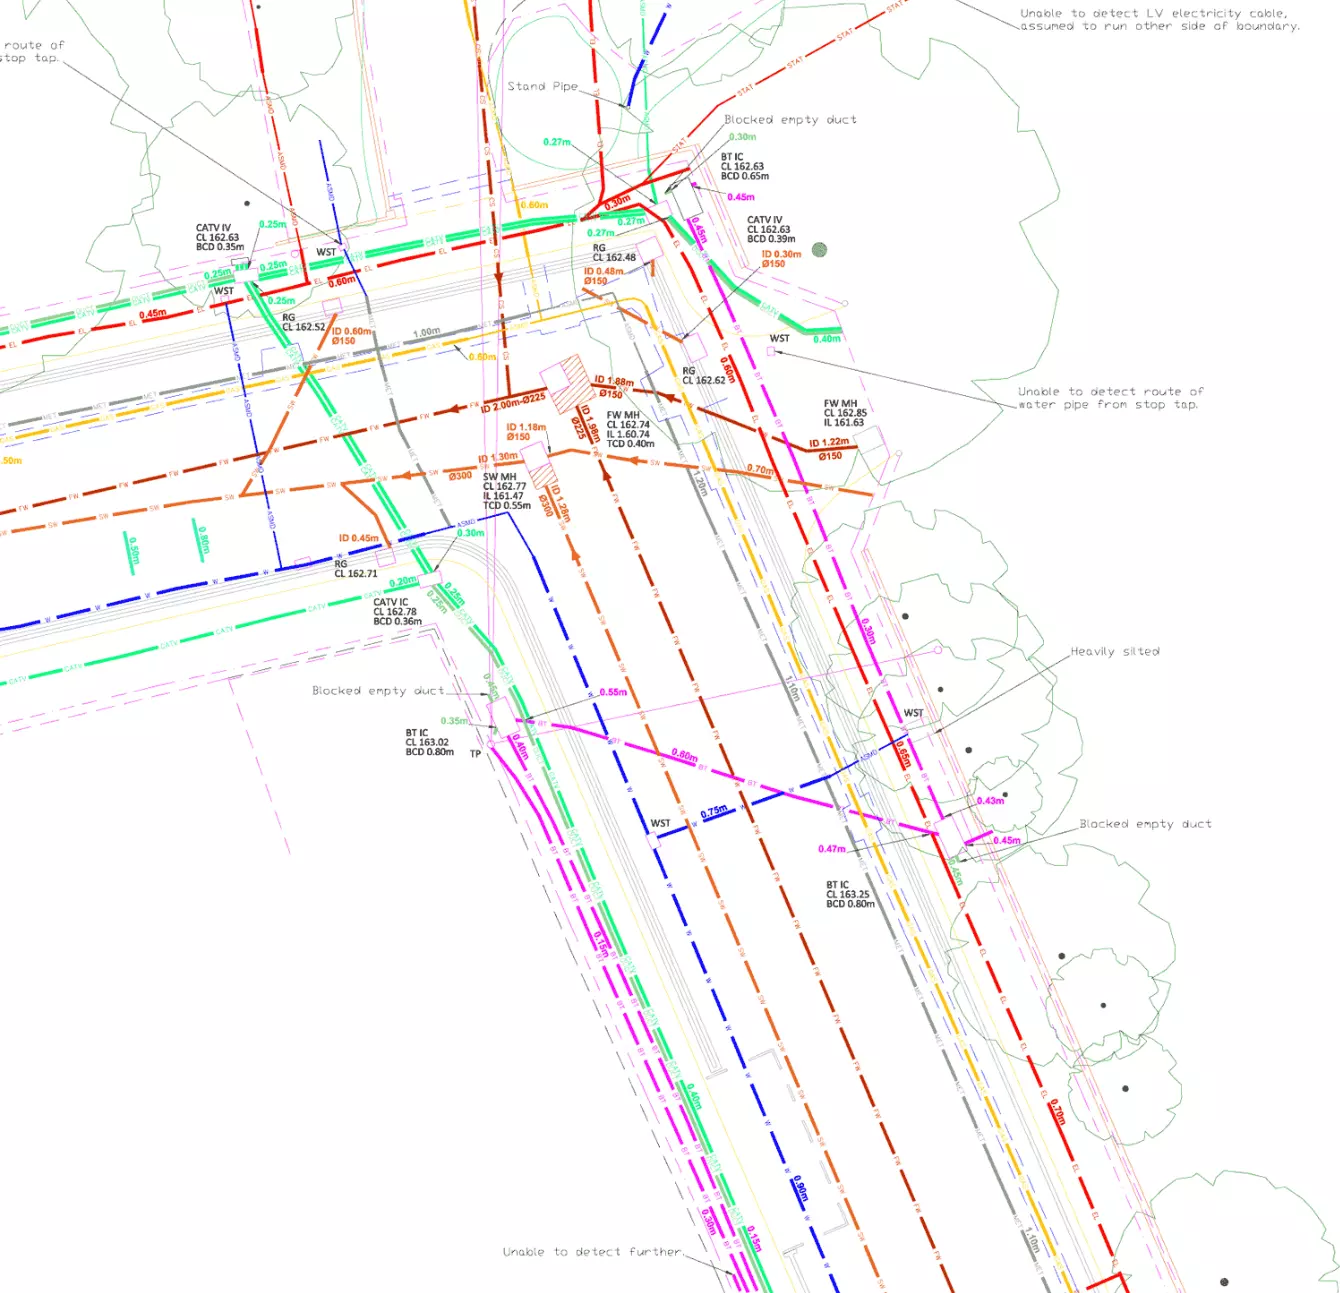 Unable to detect LV electricity cable,
assumed to run other side of boundary.
route of
stop tap.
STAT
STAT
STAT
STAT
Stand Pipe
Blocked empty duct
0.30m
0.27m
BT IC
CL 162.63
BCD 0.65m
0.45m
0.60m
0.30m
0.27m
0.27m
0.45m
CATV IV
CL 162.63
BCD 0.39m
ID 0.30m
Ø150
CATV IV
CL 162.63
BCD 0.35m
0.25m
0.25m
0.25m
0.25m
WST
WST
RG
CL 162.48
ID 0.48m
Ø150
0.60m
0.45m
RG
CL 162.52
ID 0.60m
Ø150
1.00m
0.60m
0.40m
WST
Unable to detect route of
water pipe from stop tap.
0.60m
RG
CL 162.62
ID 1.88m
Ø150
ID 2.00m-Ø225
ID 1.98m
Ø225
FW MH
CL 162.74
IL 1.60.74
TCD 0.40m
FW MH
CL 162.85
IL 161.63
ID 1.22m
Ø150
ID 1.18m
Ø150
ID 1.30m
Ø300
.50m
0.70m
1.20m
SW MH
CL 162.77
IL 161.47
TCD 0.55m
ID 1.28m
Ø300
ASMD
0.30m
0.50m
0.80m
ID 0.45m
RG
CL 162.71
0.20m
0.25m
0.25m
CATV IC
CL 162.78
BCD 0.36m
0.30m
Heavily silted
1.10m
0.45m
Blocked empty duct
0.55m
0.35m
BT IC
CL 163.02
BCD 0.80m
TP
0.40m
0.60m
WST
0.65m
ASMD
0.75m
WST
0.43m
Blocked empty duct
0.45m
0.47m
0.45m
BT IC
CL 163.25
BCD 0.80m
0.15m
0.40m
0.70m
0.90m
0.30m
0.15m
1.10m
Unable to detect further.